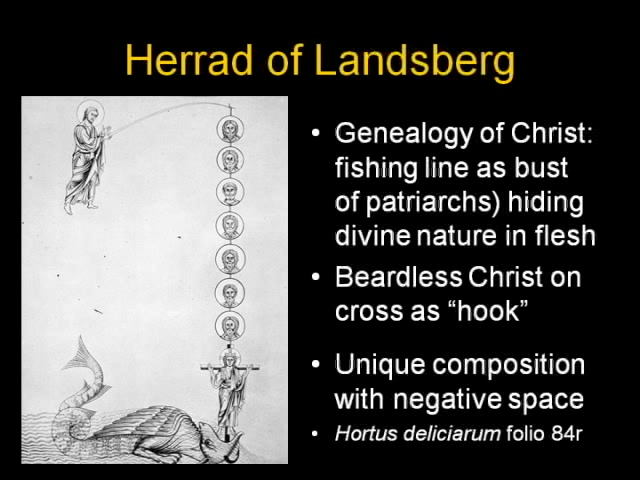 Herrad of Landsberg
• Genealogy of Christ:
fishing line as bust
of patriarchs) hiding
divine nature in flesh
• Beardless Christ on
cross as “hook”
• Unique composition
with negative space
• Hortus deliciarum folio 84r